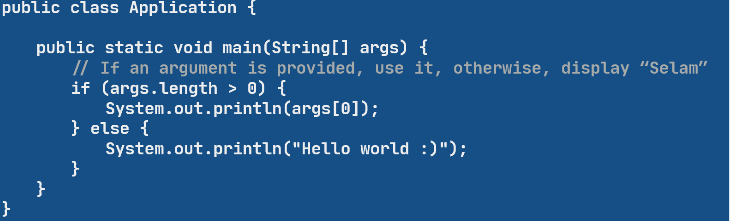 public class Application {
public static void main(String[] args) {
// If an argument is provided, use it, otherwise, display “Selam”
if (args.length > 0) {
System.out.println(args[0]);
} else {
System.out.println("Hello world :)");
}
}
}